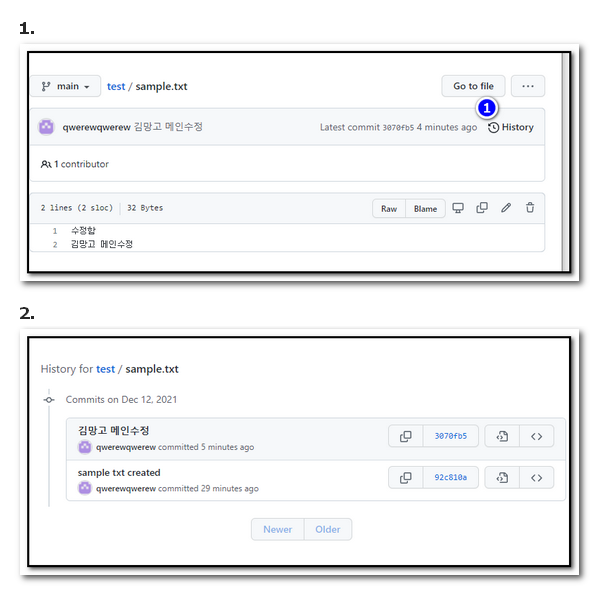 1.
main test / sample.txt Go to file ...
1
qwerewqwerew 김망고 메인수정 Latest commit 3070fb5 4 minutes ago History
1 contributor
2 lines (2 sloc) 32 Bytes Raw Blame
1 수정함
2 김망고 메인수정
2.
History for test / sample.txt
Commits on Dec 12, 2021
김망고 메인수정
qwerewqwerew committed 5 minutes ago 3070fb5
sample txt created
qwerewqwerew committed 29 minutes ago 92c810a
Newer Older